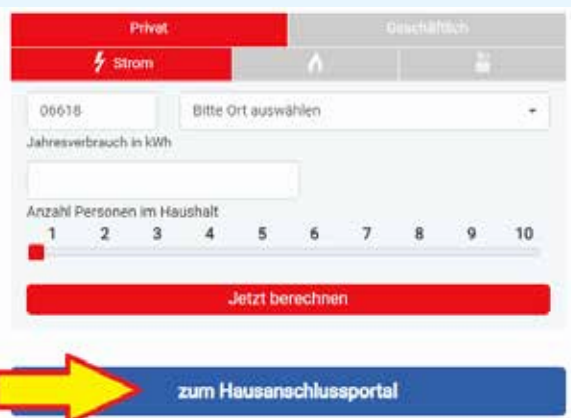 Privat
Geschäftlich
Strom
06618
Bitte Ort auswählen
Jahresverbrauch in kWh
Anzahl Personen im Haushalt
1 2 3 4 5 6 7 8 9 10
Jetzt berechnen
zum Hausanschlussportal